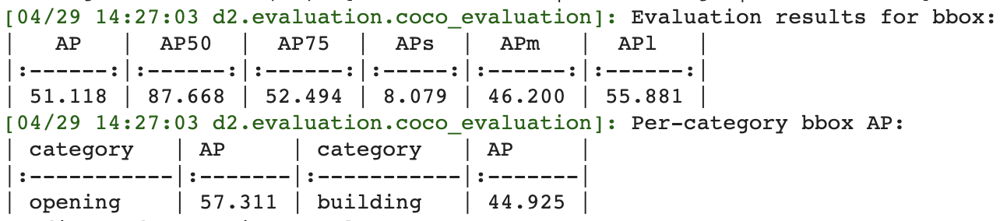 [04/29 14:27:03 d2.evaluation.coco_evaluation]: Evaluation results for bbox:
|   AP   |  AP50  |  AP75  |  APs  |  APm   |  APl   |
|:------:|:------:|:------:|:-----:|:------:|:------:|
| 51.118 | 87.668 | 52.494 | 8.079 | 46.200 | 55.881 |
[04/29 14:27:03 d2.evaluation.coco_evaluation]: Per-category bbox AP:
| category   | AP     | category   | AP     |
|:-----------|:-------|:-----------|:-------|
| opening    | 57.311 | building   | 44.925 |